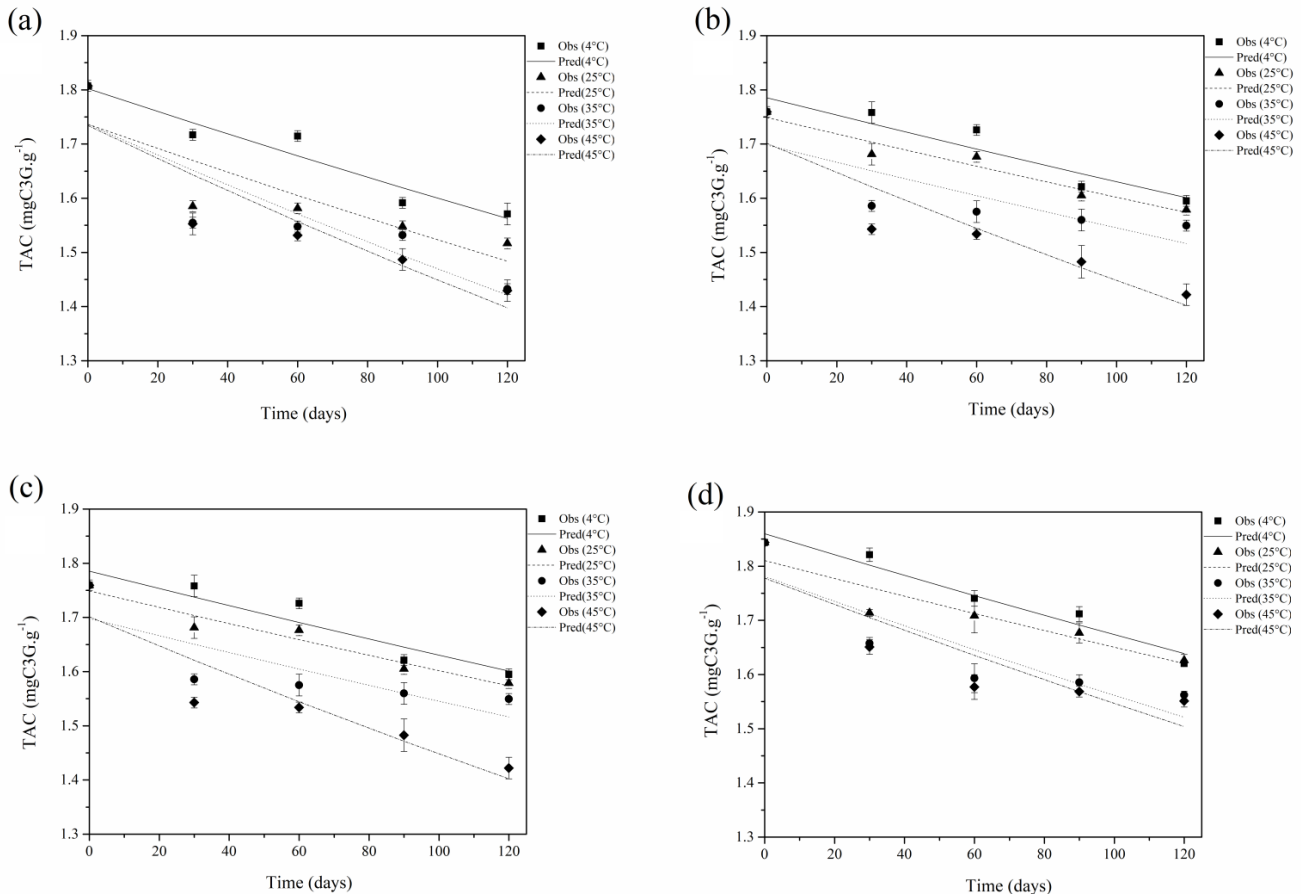 (a)
1.9
1.8
1.7
1.6
1.5
1.4
1.3
TAC (mgC3G.g⁻¹)
0 20 40 60 80 100 120
Time (days)
Obs (4°C)
Pred(4°C)
Obs (25°C)
Pred(25°C)
Obs (35°C)
Pred(35°C)
Obs (45°C)
Pred(45°C)
(b)
1.9
1.8
1.7
1.6
1.5
1.4
1.3
TAC (mgC3G.g⁻¹)
0 20 40 60 80 100 120
Time (days)
Obs (4°C)
Pred(4°C)
Obs (25°C)
Pred(25°C)
Obs (35°C)
Pred(35°C)
Obs (45°C)
Pred(45°C)
(c)
1.9
1.8
1.7
1.6
1.5
1.4
1.3
TAC (mgC3G.g⁻¹)
0 20 40 60 80 100 120
Time (days)
Obs (4°C)
Pred(4°C)
Obs (25°C)
Pred(25°C)
Obs (35°C)
Pred(35°C)
Obs (45°C)
Pred(45°C)
(d)
1.9
1.8
1.7
1.6
1.5
1.4
1.3
TAC (mgC3G.g⁻¹)
0 20 40 60 80 100 120
Time (days)
Obs (4°C)
Pred(4°C)
Obs (25°C)
Pred(25°C)
Obs (35°C)
Pred(35°C)
Obs (45°C)
Pred(45°C)